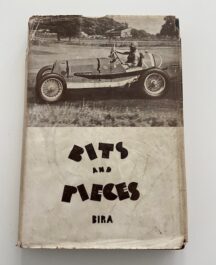 BITS
AND
PIECES
BIRA